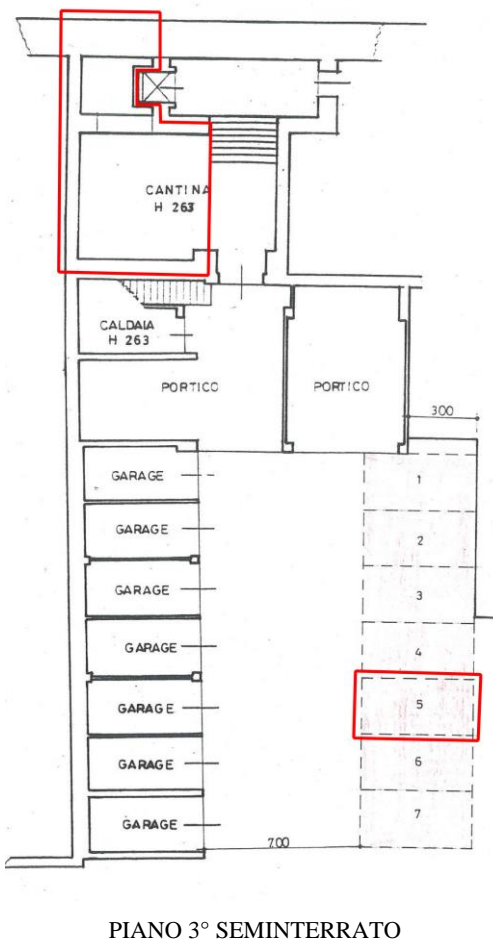 CANTINA
H 263
CALDAIA
H 263
PORTICO
PORTICO
300
GARAGE
1
GARAGE
2
GARAGE
3
GARAGE
4
GARAGE
5
GARAGE
6
GARAGE
7
700
PIANO 3° SEMINTERRATO